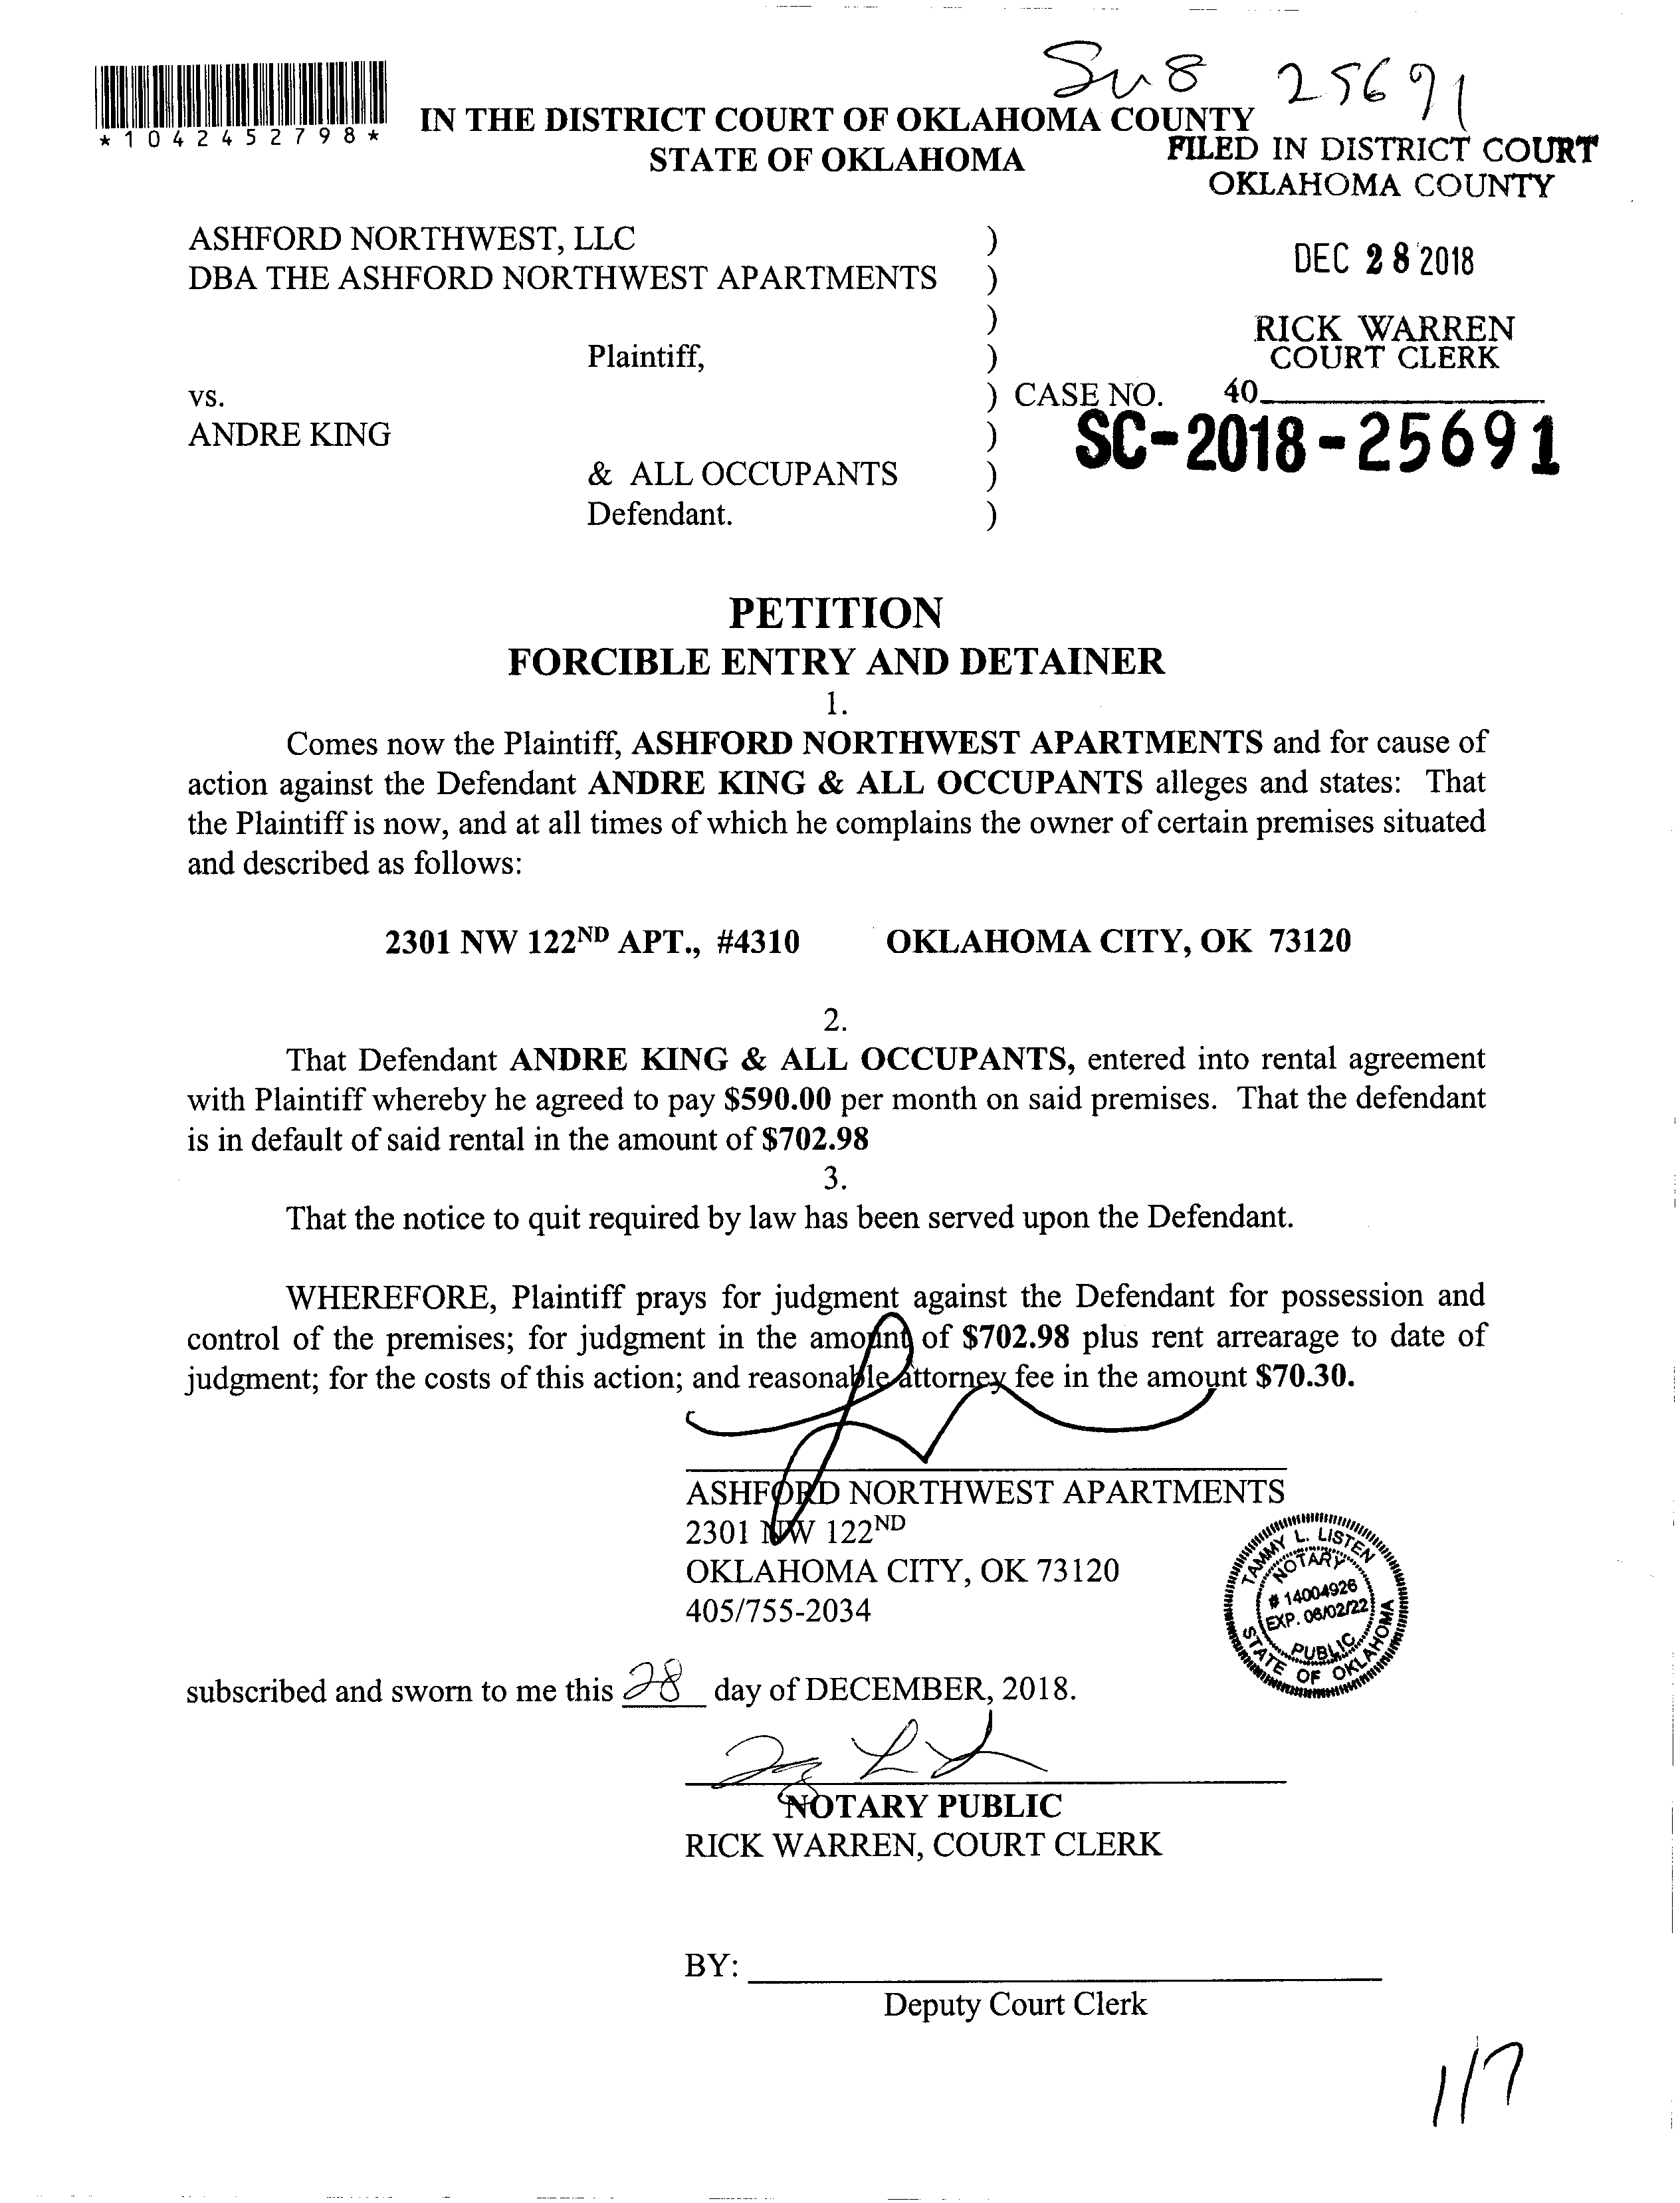 Su8 25691
*1042452798*
IN THE DISTRICT COURT OF OKLAHOMA COUNTY
STATE OF OKLAHOMA
FILED IN DISTRICT COURT
OKLAHOMA COUNTY
DEC 28 2018
RICK WARREN
COURT CLERK
40
ASHFORD NORTHWEST, LLC )
DBA THE ASHFORD NORTHWEST APARTMENTS )
)
Plaintiff, )
vs. ) CASE NO.
SC-2018-25691
ANDRE KING )
& ALL OCCUPANTS )
Defendant. )
PETITION
FORCIBLE ENTRY AND DETAINER
1.
Comes now the Plaintiff, ASHFORD NORTHWEST APARTMENTS and for cause of
action against the Defendant ANDRE KING & ALL OCCUPANTS alleges and states: That
the Plaintiff is now, and at all times of which he complains the owner of certain premises situated
and described as follows:
2301 NW 122ND APT., #4310 OKLAHOMA CITY, OK 73120
2.
That Defendant ANDRE KING & ALL OCCUPANTS, entered into rental agreement
with Plaintiff whereby he agreed to pay $590.00 per month on said premises. That the defendant
is in default of said rental in the amount of $702.98
3.
That the notice to quit required by law has been served upon the Defendant.
WHEREFORE, Plaintiff prays for judgment against the Defendant for possession and
control of the premises; for judgment in the amount of $702.98 plus rent arrearage to date of
judgment; for the costs of this action; and reasonable attorney fee in the amount $70.30.
ASHFORD NORTHWEST APARTMENTS
2301 NW 122ND
OKLAHOMA CITY, OK 73120
405/755-2034
TAMMY L. LISTEN
NOTARY
# 14004926
EXP. 06/02/22
PUBLIC
STATE OF OKLAHOMA
subscribed and sworn to me this 28 day of DECEMBER, 2018.
NOTARY PUBLIC
RICK WARREN, COURT CLERK
BY:
Deputy Court Clerk
1/7